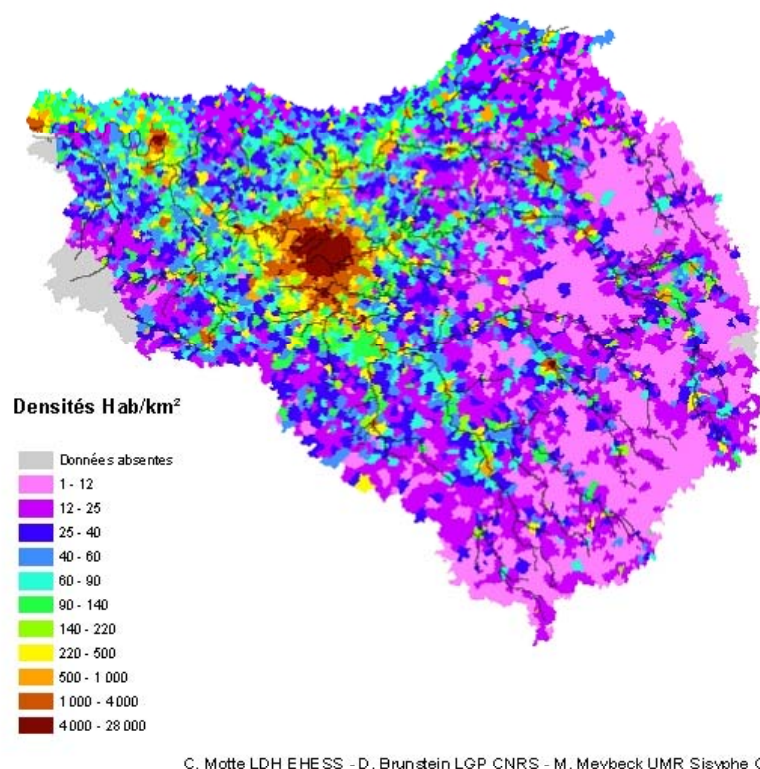 Densités Hab/km²
Données absentes
1 - 12
12 - 25
25 - 40
40 - 60
60 - 90
90 - 140
140 - 220
220 - 500
500 - 1 000
1 000 - 4 000
4 000 - 28 000
C. Motte LDH EHESS - D. Brunstein LGP CNRS - M. Meybeck UMR Sisyphe